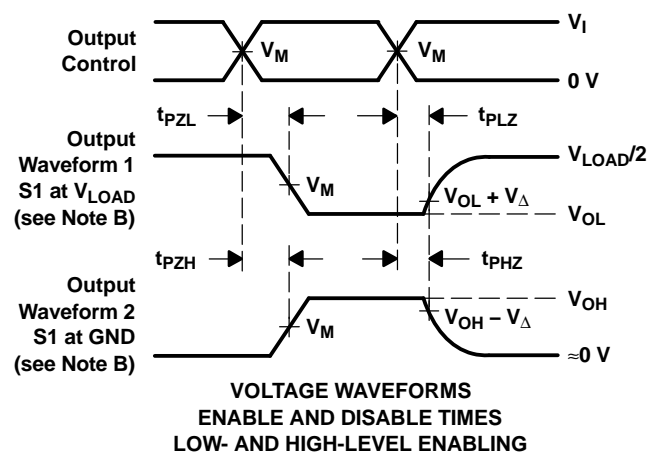 Output
Control
V_M
V_M
V_I
0 V
t_PZL
t_PLZ
Output
Waveform 1
S1 at V_LOAD
(see Note B)
V_M
V_LOAD/2
V_OL + V_Δ
V_OL
t_PZH
t_PHZ
Output
Waveform 2
S1 at GND
(see Note B)
V_M
V_OH
V_OH − V_Δ
≈0 V
VOLTAGE WAVEFORMS
ENABLE AND DISABLE TIMES
LOW- AND HIGH-LEVEL ENABLING